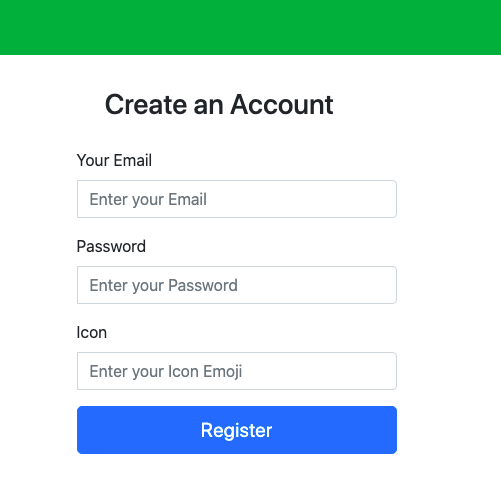 Create an Account
Your Email
Enter your Email
Password
Enter your Password
Icon
Enter your Icon Emoji
Register